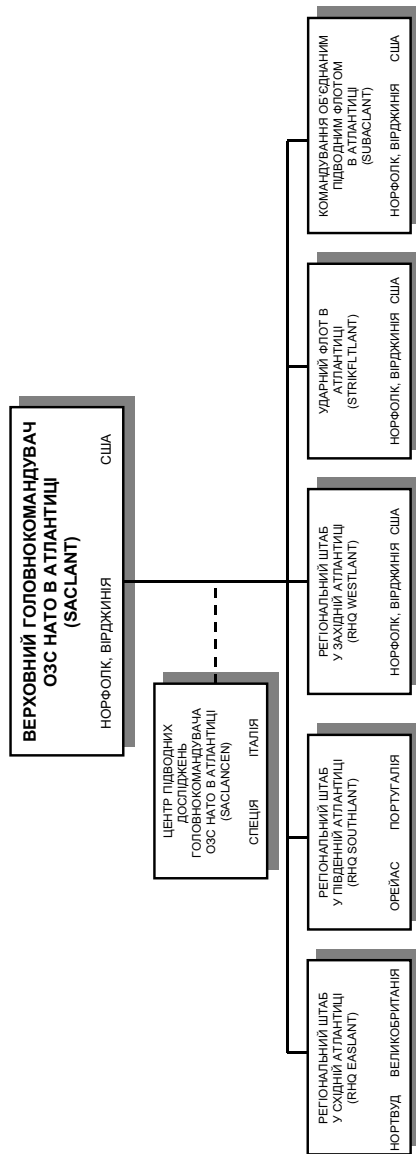 ВЕРХОВНИЙ ГОЛОВНОКОМАНДУВАЧ
ОЗС НАТО В АТЛАНТИЦІ
(SACLANT)
НОРФОЛК, ВІРДЖИНІЯ США
ЦЕНТР ПІДВОДНИХ
ДОСЛІДЖЕНЬ
ГОЛОВНОКОМАНДУВАЧА
ОЗС НАТО В АТЛАНТИЦІ
(SACLANCEN)
СПЕЦІЯ ІТАЛІЯ
РЕГІОНАЛЬНИЙ ШТАБ
У СХІДНІЙ АТЛАНТИЦІ
(RHQ EASLANT)
НОРТВУД ВЕЛИКОБРИТАНІЯ
РЕГІОНАЛЬНИЙ ШТАБ
У ПІВДЕННІЙ АТЛАНТИЦІ
(RHQ SOUTHLANT)
ОРЕЙАС ПОРТУГАЛІЯ
РЕГІОНАЛЬНИЙ ШТАБ
У ЗАХІДНІЙ АТЛАНТИЦІ
(RHQ WESTLANT)
НОРФОЛК, ВІРДЖИНІЯ США
УДАРНИЙ ФЛОТ В
АТЛАНТИЦІ
(STRIKFLTLANT)
НОРФОЛК, ВІРДЖИНІЯ США
КОМАНДУВАННЯ ОБ'ЄДНАНИМ
ПІДВОДНИМ ФЛОТОМ
В АТЛАНТИЦІ
(SUBACLANT)
НОРФОЛК, ВІРДЖИНІЯ США